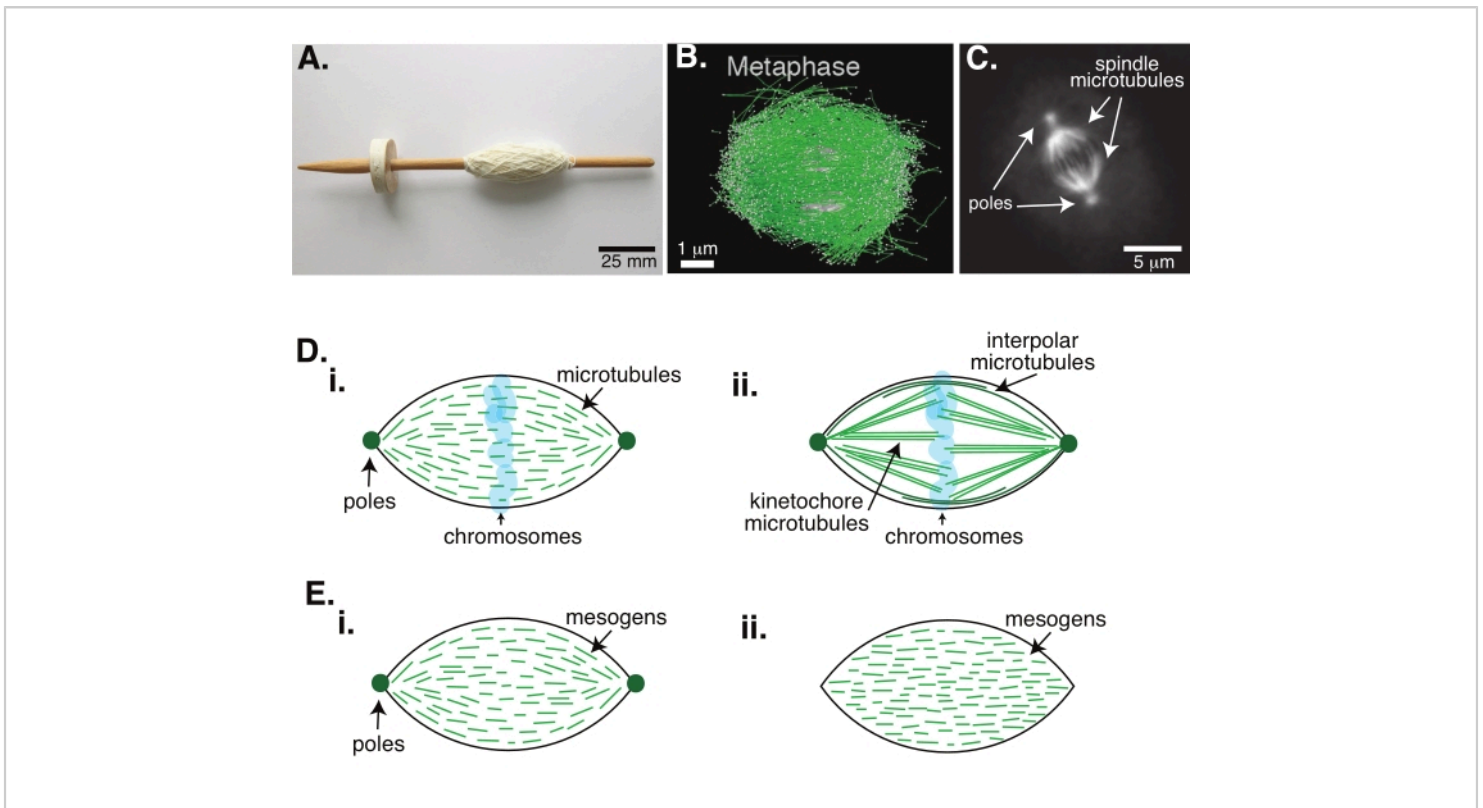 A.
25 mm
B.
Metaphase
1 μm
C.
spindle
microtubules
poles
5 μm
D.
i.
microtubules
poles
chromosomes
ii.
interpolar
microtubules
kinetochore
microtubules
chromosomes
E.
i.
mesogens
poles
ii.
mesogens